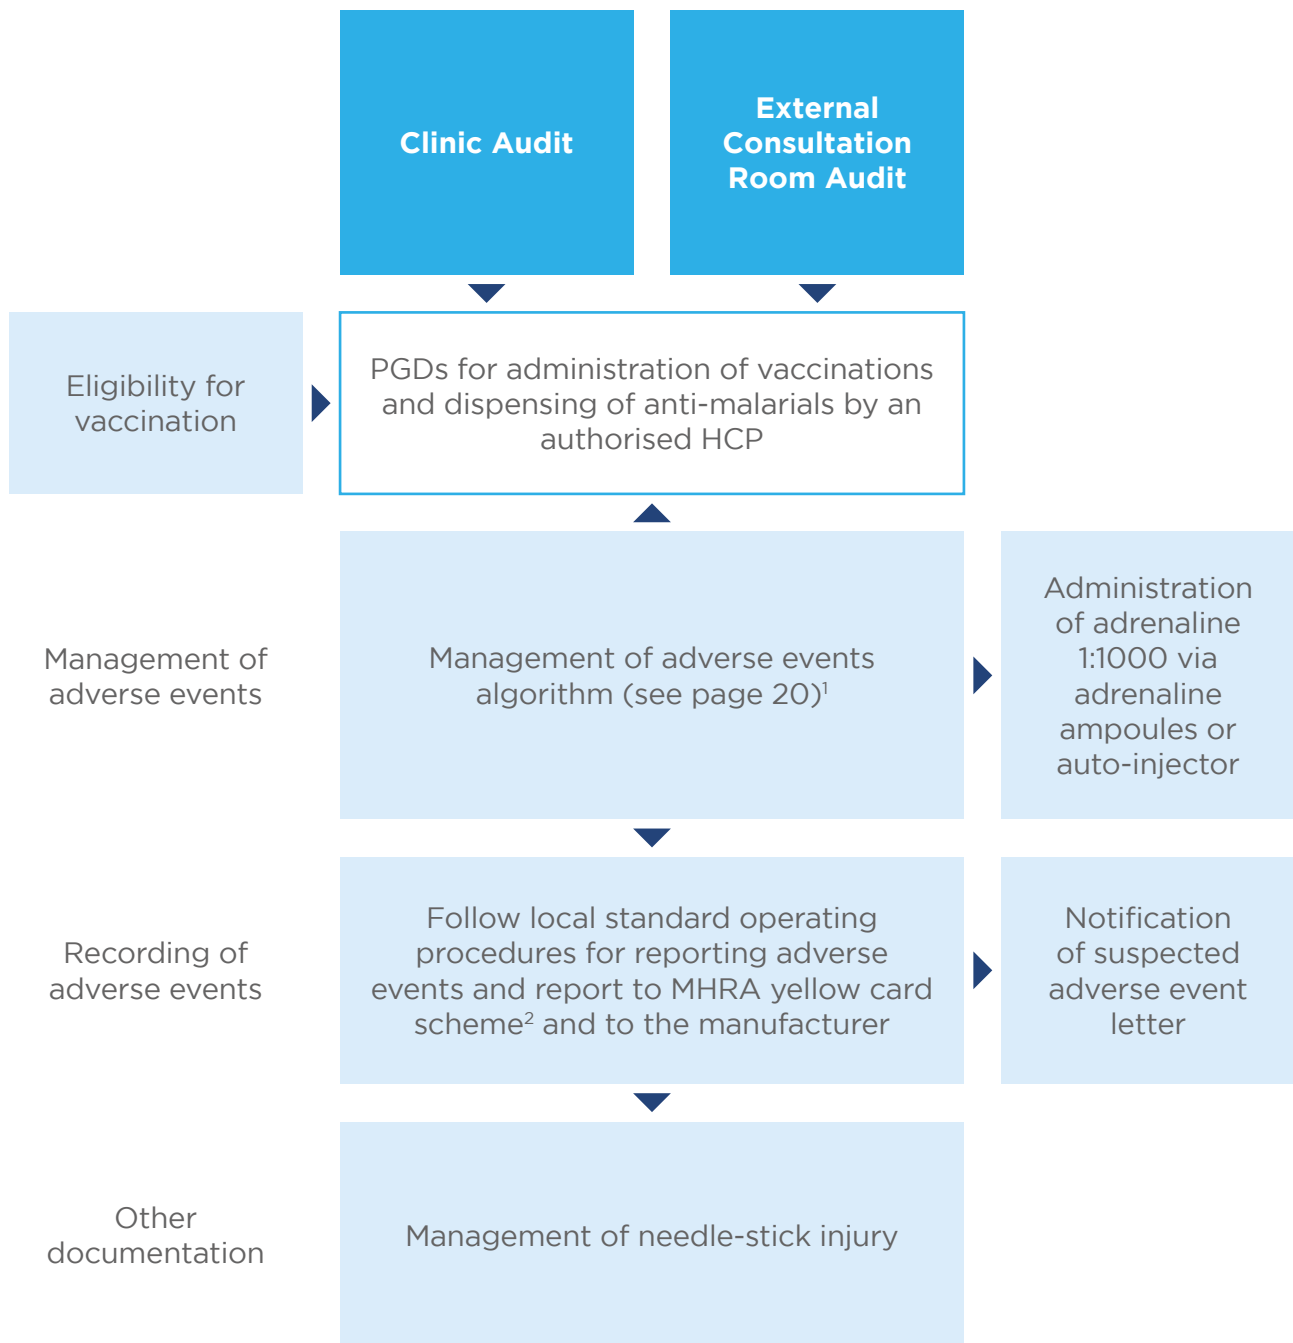 Clinic Audit
External
Consultation
Room Audit
Eligibility for
vaccination
PGDs for administration of vaccinations
and dispensing of anti-malarials by an
authorised HCP
Management of
adverse events
Management of adverse events
algorithm (see page 20)¹
Administration
of adrenaline
1:1000 via
adrenaline
ampoules or
auto-injector
Recording of
adverse events
Follow local standard operating
procedures for reporting adverse
events and report to MHRA yellow card
scheme² and to the manufacturer
Notification
of suspected
adverse event
letter
Other
documentation
Management of needle-stick injury